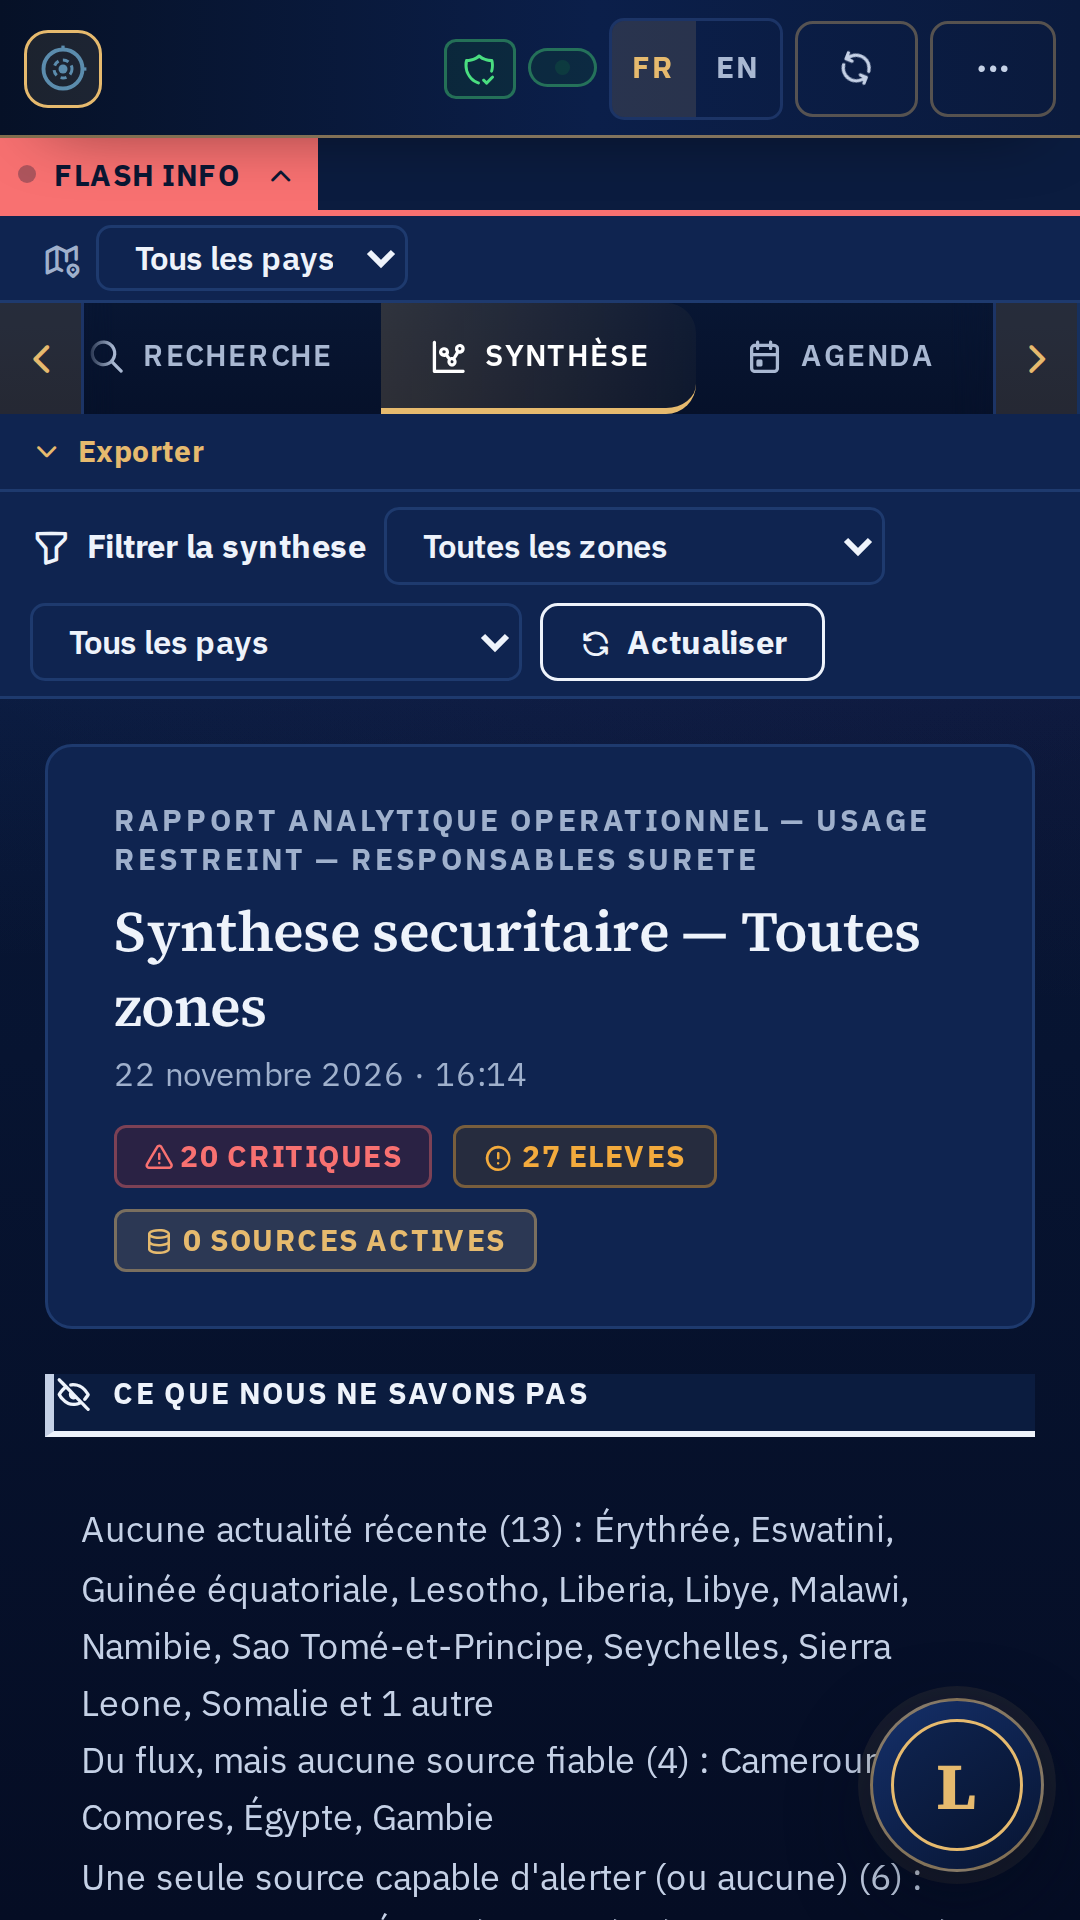 FR EN
FLASH INFO
Tous les pays
RECHERCHE SYNTHÈSE AGENDA
Exporter
Filtrer la synthese Toutes les zones
Tous les pays Actualiser
RAPPORT ANALYTIQUE OPERATIONNEL — USAGE
RESTREINT — RESPONSABLES SURETE
Synthese securitaire — Toutes
zones
22 novembre 2026 · 16:14
20 CRITIQUES 27 ELEVES
0 SOURCES ACTIVES
CE QUE NOUS NE SAVONS PAS
Aucune actualité récente (13) : Érythrée, Eswatini,
Guinée équatoriale, Lesotho, Liberia, Libye, Malawi,
Namibie, Sao Tomé-et-Principe, Seychelles, Sierra
Leone, Somalie et 1 autre
Du flux, mais aucune source fiable (4) :
Comores, Égypte, Gambie
L
Une seule source capable d'alerter (ou aucune) (6) :